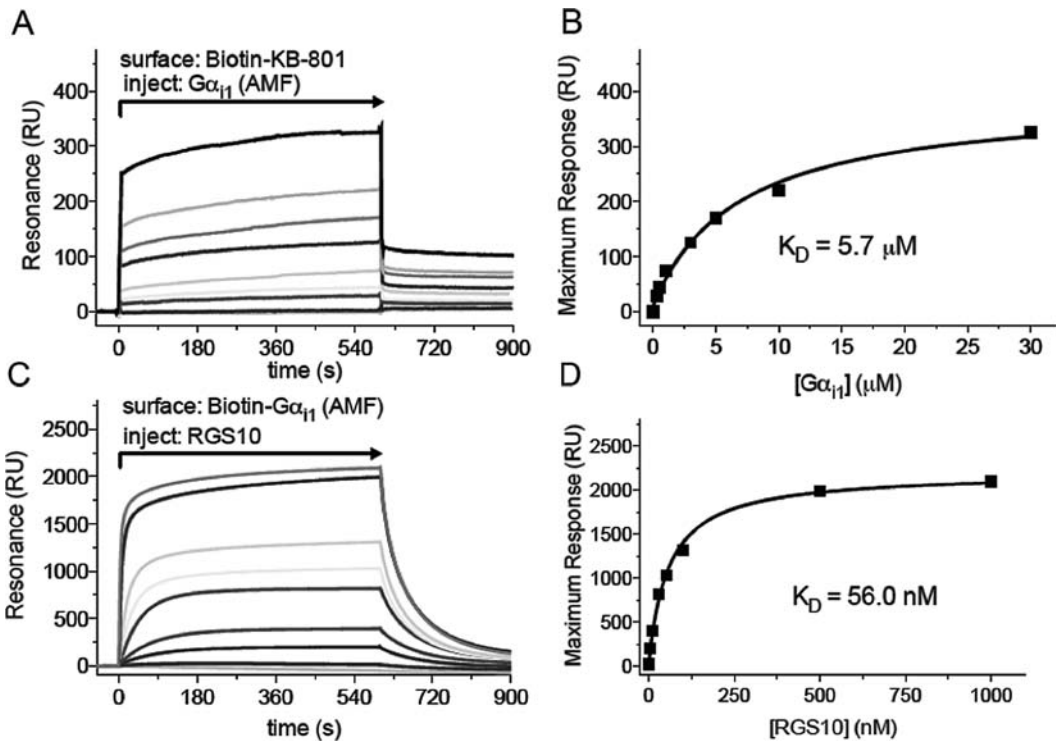 A
surface: Biotin-KB-801
inject: Gαi1 (AMF)
400
300
200
100
0
Resonance (RU)
0 180 360 540 720 900
time (s)
B
400
300
200
100
0
Maximum Response (RU)
KD = 5.7 μM
0 5 10 15 20 25 30
[Gαi1] (μM)
C
surface: Biotin-Gαi1 (AMF)
inject: RGS10
2500
2000
1500
1000
500
0
Resonance (RU)
0 180 360 540 720 900
time (s)
D
2500
2000
1500
1000
500
0
Maximum Response (RU)
KD = 56.0 nM
0 250 500 750 1000
[RGS10] (nM)